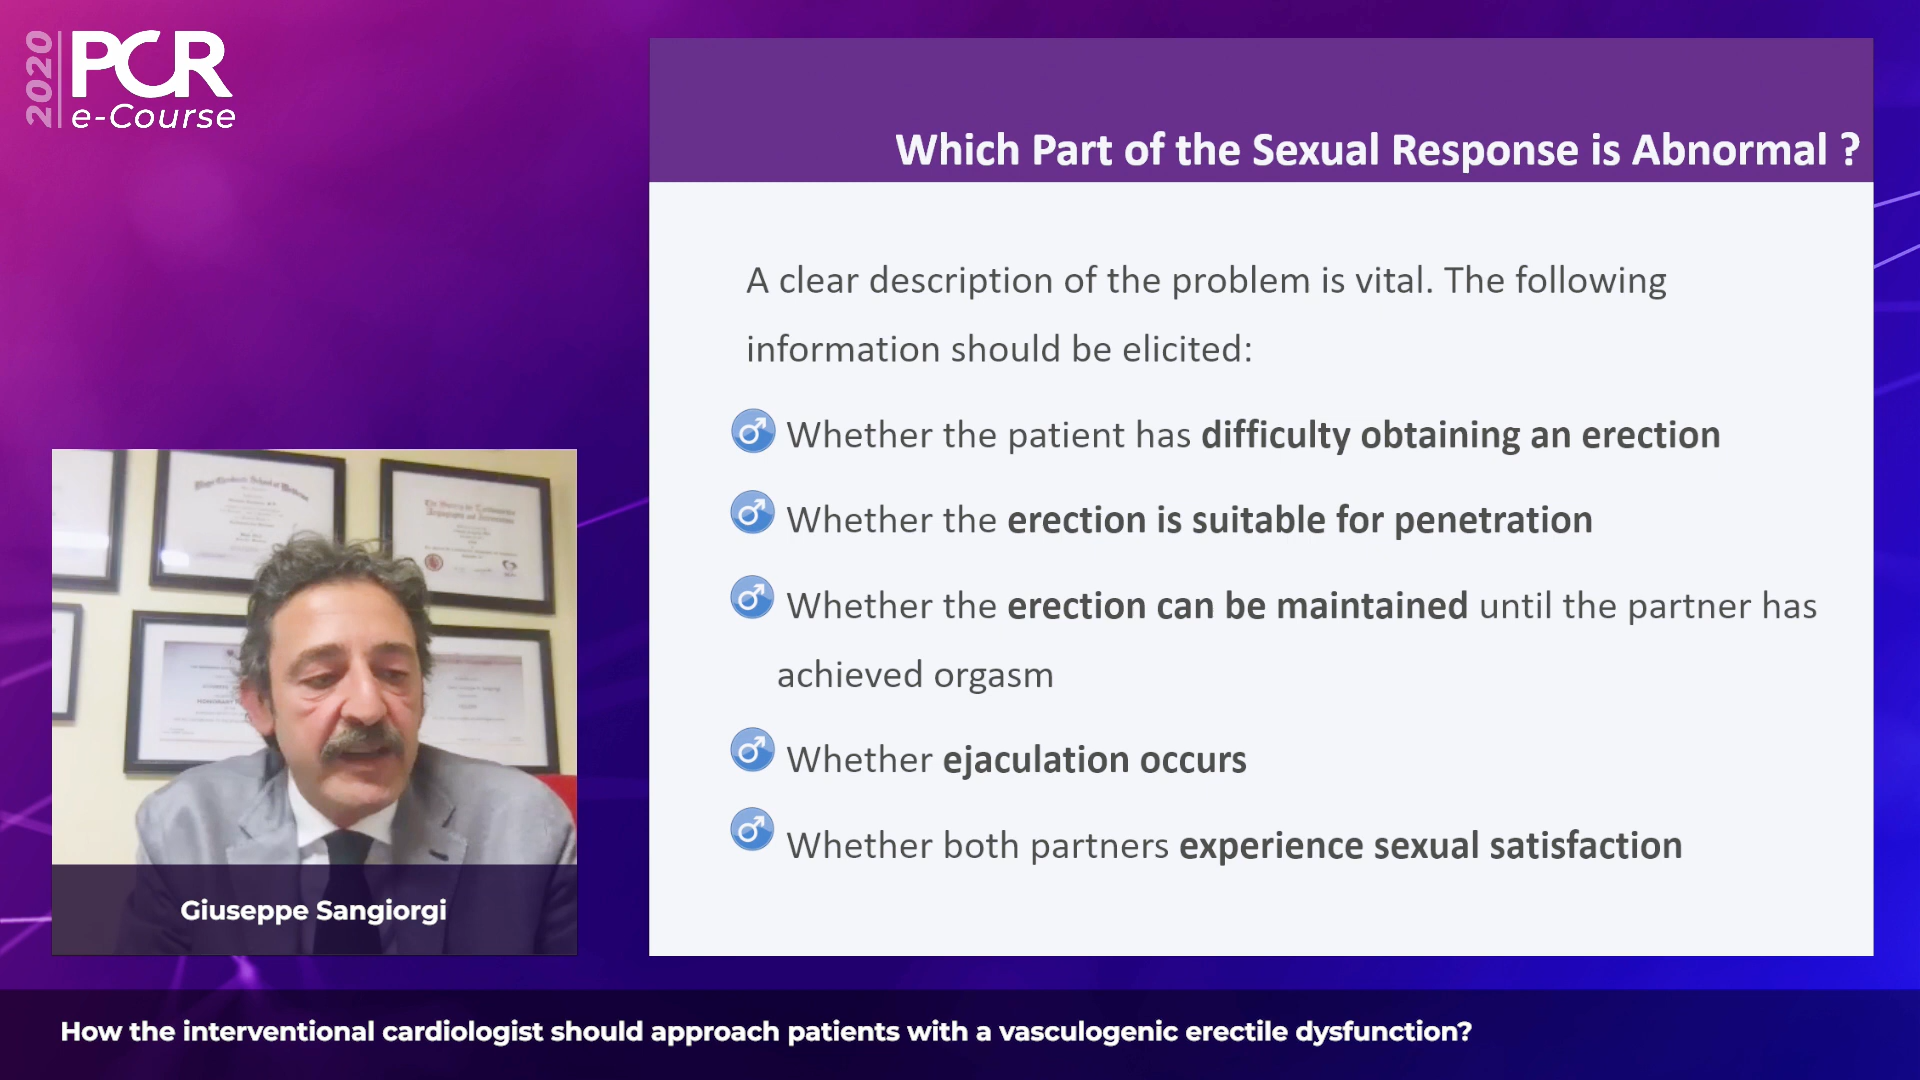 2020
PCR
e-Course
Which Part of the Sexual Response is Abnormal ?
A clear description of the problem is vital. The following
information should be elicited:
Whether the patient has difficulty obtaining an erection
Whether the erection is suitable for penetration
Whether the erection can be maintained until the partner has
achieved orgasm
Whether ejaculation occurs
Whether both partners experience sexual satisfaction
Giuseppe Sangiorgi
How the interventional cardiologist should approach patients with a vasculogenic erectile dysfunction?